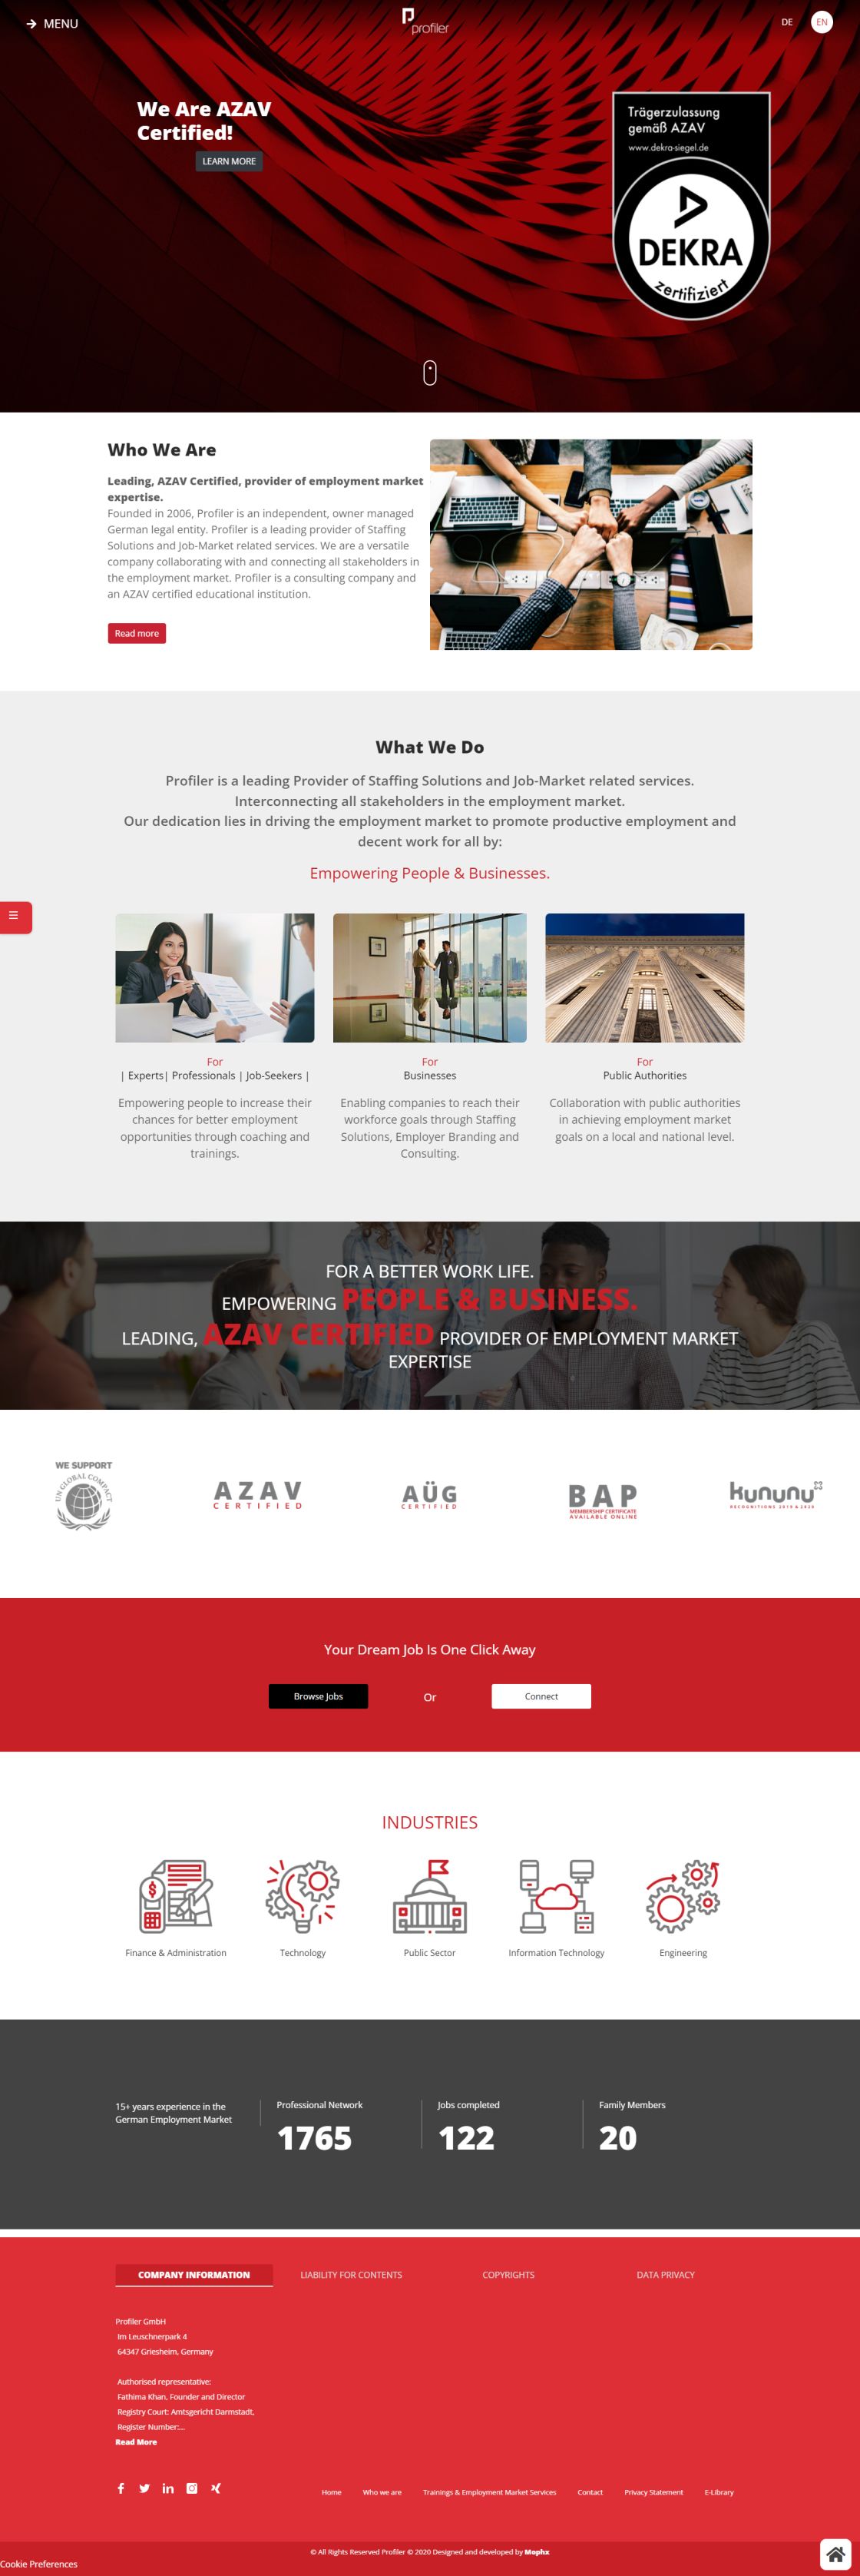 MENU
profiler
DE
EN
We Are AZAV
Certified!
LEARN MORE
Trägerzulassung
gemäß AZAV
www.dekra-siegel.de
DEKRA
zertifiziert
Who We Are
Leading, AZAV Certified, provider of employment market
expertise.
Founded in 2006, Profiler is an independent, owner managed
German legal entity. Profiler is a leading provider of Staffing
Solutions and Job-Market related services. We are a versatile
company collaborating with and connecting all stakeholders in
the employment market. Profiler is a consulting company and
an AZAV certified educational institution.
Read more
What We Do
Profiler is a leading Provider of Staffing Solutions and Job-Market related services.
Interconnecting all stakeholders in the employment market.
Our dedication lies in driving the employment market to promote productive employment and
decent work for all by:
Empowering People & Businesses.
For
| Experts| Professionals | Job-Seekers |
Empowering people to increase their
chances for better employment
opportunities through coaching and
trainings.
For
Businesses
Enabling companies to reach their
workforce goals through Staffing
Solutions, Employer Branding and
Consulting.
For
Public Authorities
Collaboration with public authorities
in achieving employment market
goals on a local and national level.
FOR A BETTER WORK LIFE.
EMPOWERING PEOPLE & BUSINESS.
LEADING, AZAV CERTIFIED PROVIDER OF EMPLOYMENT MARKET
EXPERTISE
WE SUPPORT
UN GLOBAL COMPACT
AZAV
CERTIFIED
AÜG
CERTIFIED
BAP
MEMBERSHIP CERTIFICATE
AVAILABLE ONLINE
kununu
RECOGNITIONS 2019 & 2020
Your Dream Job Is One Click Away
Browse Jobs
Or
Connect
INDUSTRIES
Finance & Administration
Technology
Public Sector
Information Technology
Engineering
15+ years experience in the
German Employment Market
Professional Network
1765
Jobs completed
122
Family Members
20
COMPANY INFORMATION
LIABILITY FOR CONTENTS
COPYRIGHTS
DATA PRIVACY
Profiler GmbH
Im Leuschnerpark 4
64347 Griesheim, Germany
Authorised representative:
Fathima Khan, Founder and Director
Registry Court: Amtsgericht Darmstadt,
Register Number:...
Read More
Home
Who we are
Trainings & Employment Market Services
Contact
Privacy Statement
E-Library
© All Rights Reserved Profiler © 2020 Designed and developed by Mophx
Cookie Preferences